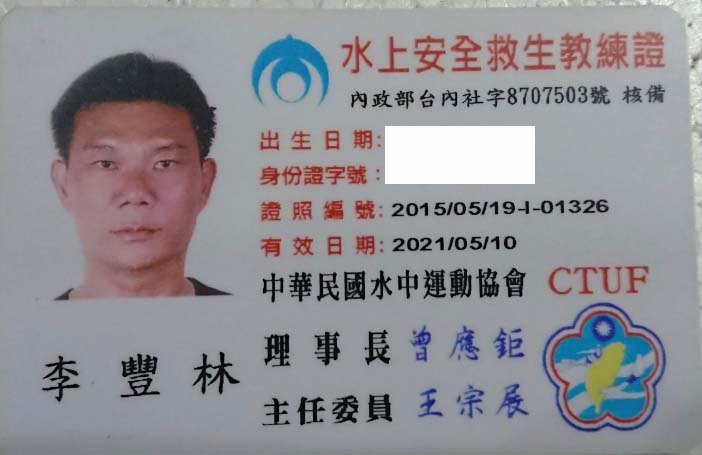 水上安全救生教練證
內政部台內社字8707503號 核備
出生日期:
身份證字號:
證照編號: 2015/05/19-I-01326
有效日期: 2021/05/10
中華民國水中運動協會 CTUF
理事長 曾應鉅
主任委員 王宗展
李豐林